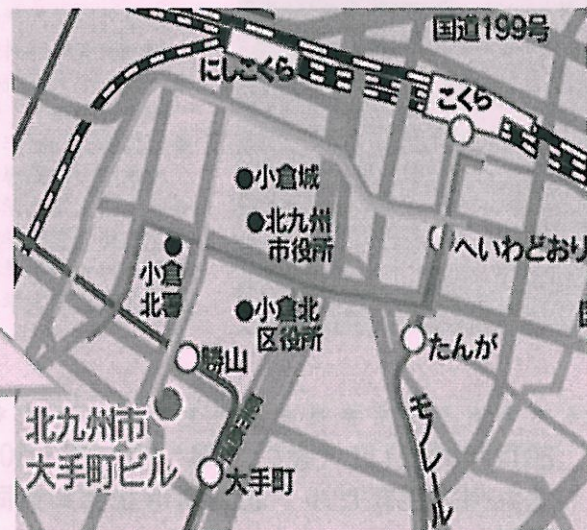 国道199号
にしこくら
こくら
小倉城
北九州
市役所
へいわどおり
小倉
北署
小倉北
区役所
たんが
勝山
北九州市
大手町ビル
大手町
モノレール